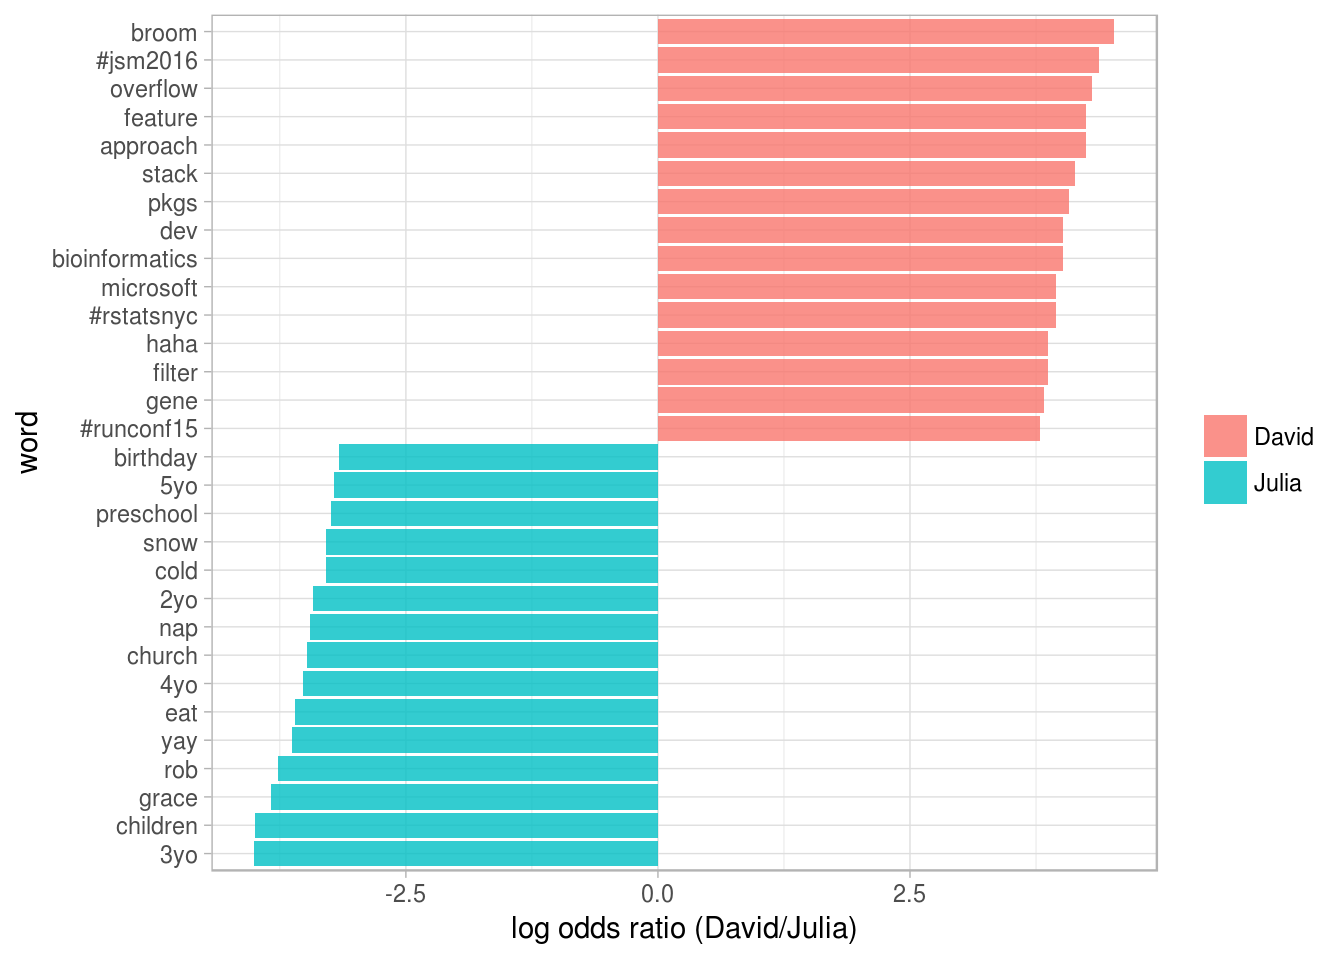 broom
#jsm2016
overflow
feature
approach
stack
pkgs
dev
bioinformatics
microsoft
#rstatsnyc
haha
filter
gene
#runconf15
birthday
5yo
preschool
snow
cold
2yo
nap
church
4yo
eat
yay
rob
grace
children
3yo
word
-2.5 0.0 2.5
log odds ratio (David/Julia)
David
Julia